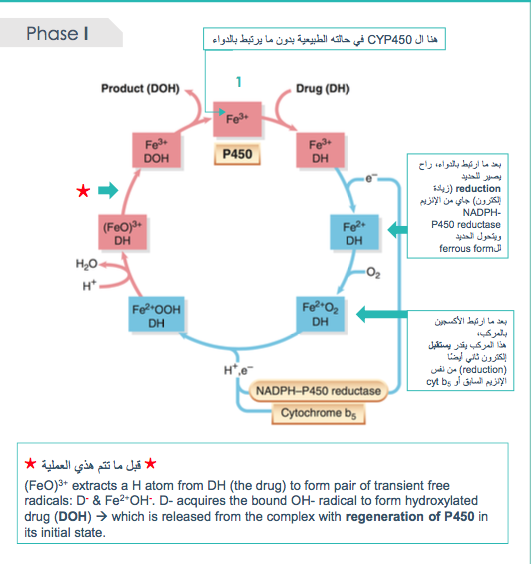 Phase I
هنا ال CYP450 في حالته الطبيعية بدون ما يرتبط بالدواء
1
Product (DOH)
Drug (DH)
Fe³⁺
P450
Fe³⁺
DOH
Fe³⁺
DH
e⁻
بعد ما ارتبط بالدواء، راح
يصير للحديد
reduction (زيادة
إلكترون) جاي من الإنزيم
NADPH-
P450 reductase
ويتحول الحديد
للـ ferrous form
(FeO)³⁺
DH
Fe²⁺
DH
H₂O
H⁺
O₂
Fe²⁺OOH
DH
Fe²⁺O₂
DH
بعد ما ارتبط الأكسجين
بالمركب،
هذا المركب يقدر يستقبل
إلكترون ثاني أيضًا
(reduction) من نفس
الإنزيم السابق أو cyt b₅
H⁺,e⁻
NADPH–P450 reductase
Cytochrome b₅
قبل ما تتم هذي العملية
(FeO)³⁺ extracts a H atom from DH (the drug) to form pair of transient free
radicals: D⁻ & Fe²⁺OH⁻. D- acquires the bound OH- radical to form hydroxylated
drug (DOH) → which is released from the complex with regeneration of P450 in
its initial state.